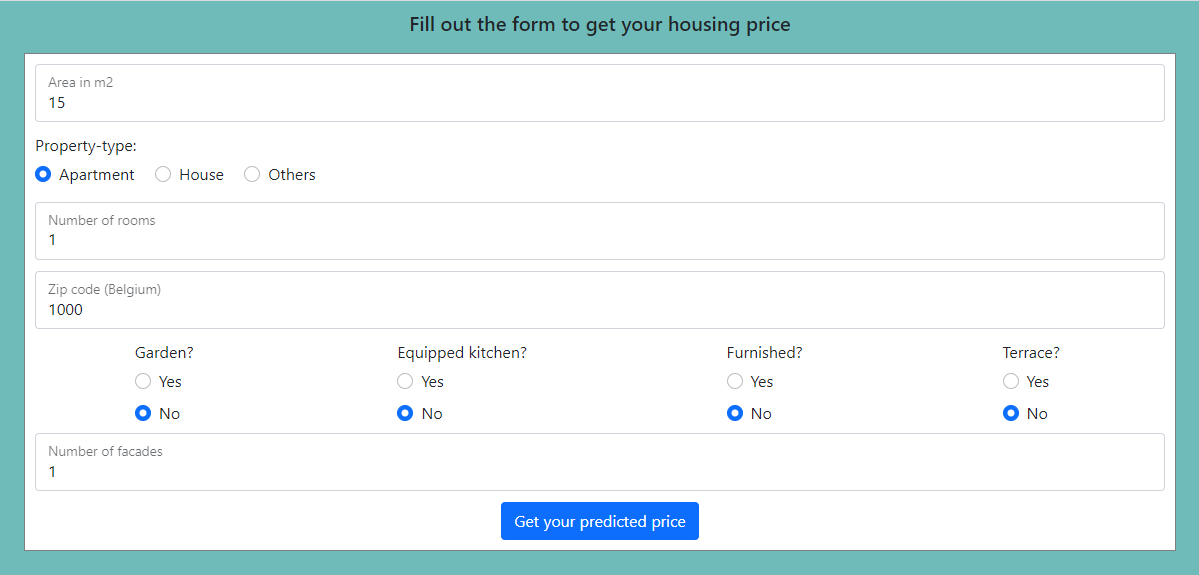 Fill out the form to get your housing price
Area in m2
15
Property-type:
Apartment House Others
Number of rooms
1
Zip code (Belgium)
1000
Garden? Equipped kitchen? Furnished? Terrace?
Yes Yes Yes Yes
No No No No
Number of facades
1
Get your predicted price